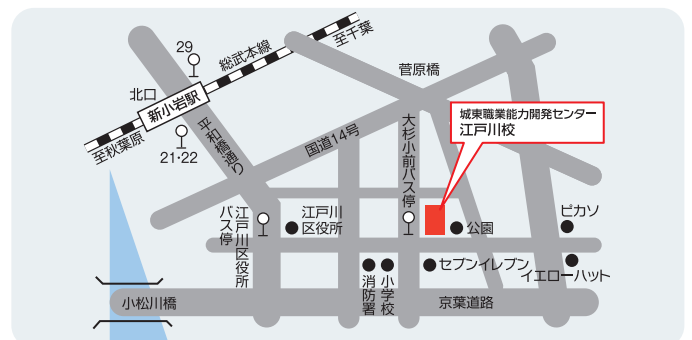 29
総武本線
至千葉
北口
新小岩駅
至秋葉原
21・22
平和橋通り
国道14号
菅原橋
大杉小前バス停
城東職業能力開発センター
江戸川校
江戸川区役所
バス停
江戸川
区役所
公園
ピカソ
セブンイレブン
イエローハット
消防署
小学校
小松川橋
京葉道路